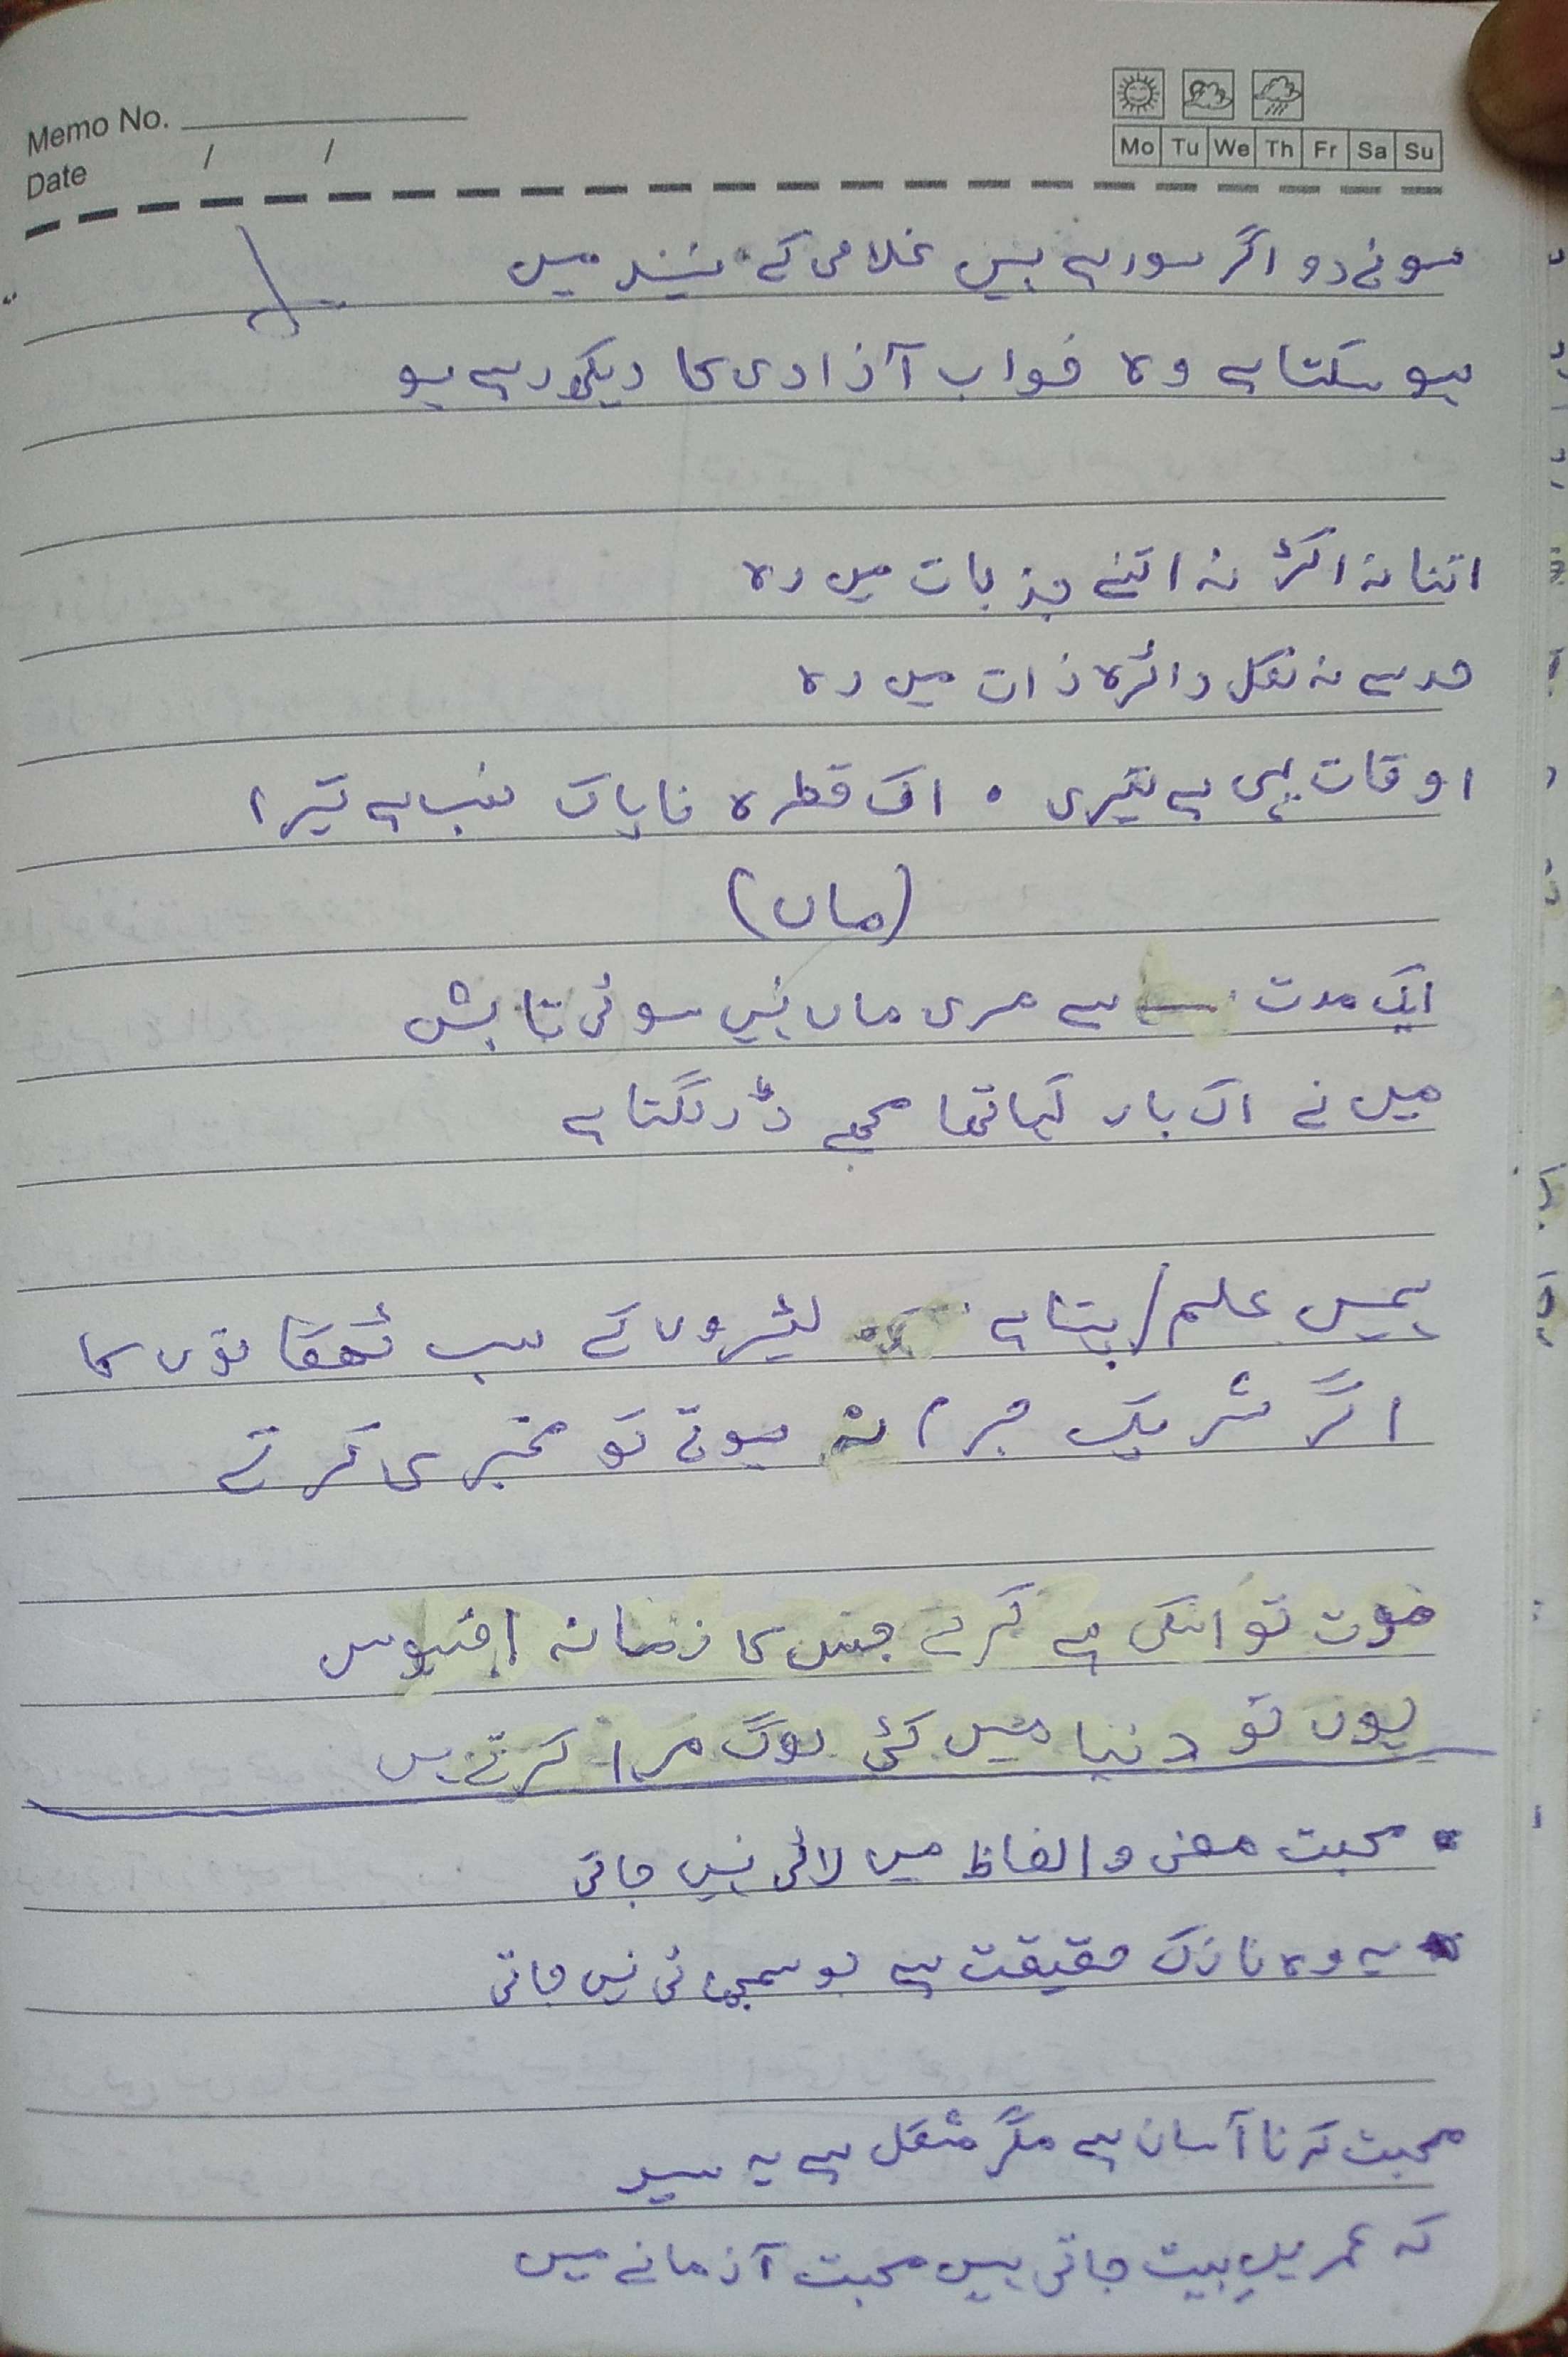 Memo No.
Date / /
Mo Tu We Th Fr Sa Su
سونے دو اگر سو رہے ہیں غلامی کے نیند میں
ہو سکتا ہے وہ خواب آزادی کا دیکھ رہے ہو
اتنا نہ اکڑ نہ اتنے جذبات میں رہ
حد سے نہ نکل دائرہ ذات میں رہ
اوقات یہی ہے تیری ۰ اک قطرہ ناپاک نسب ہے تیرا
(ماں)
ایک مدت سے مری ماں نہیں سوئی تابش
میں نے اک بار کہا تھا مجھے ڈر لگتا ہے
ہمیں علم/پتا ہے لٹیروں کے سب ٹھکانوں کا
اگر شریک جرم نہ ہوتے تو مخبری کرتے
موت تو اسکی ہے کرے جس کا زمانہ افسوس
یوں تو دنیا میں کئی لوگ مرا کرتے ہیں
• محبت معنی و الفاظ میں لائی نہیں جاتی
• یہ وہ نازک حقیقت ہے جو سمجھائی نہیں جاتی
محبت کرنا آسان ہے مگر مشکل ہے یہ سید
کہ عمریں بیت جاتی ہیں محبت آزمانے میں